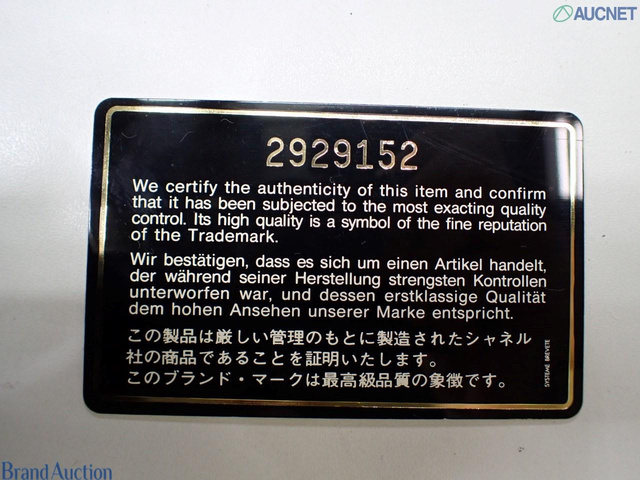 AUCNET
2929152
We certify the authenticity of this item and confirm
that it has been subjected to the most exacting quality
control. Its high quality is a symbol of the fine reputation
of the Trademark.
Wir bestätigen, dass es sich um einen Artikel handelt,
der während seiner Herstellung strengsten Kontrollen
unterworfen war, und dessen erstklassige Qualität
dem hohen Ansehen unserer Marke entspricht.
この製品は厳しい管理のもとに製造されたシャネル
社の商品であることを証明いたします。
このブランド・マークは最高級品質の象徴です。
SYSTEME BREVETE
Brand Auction